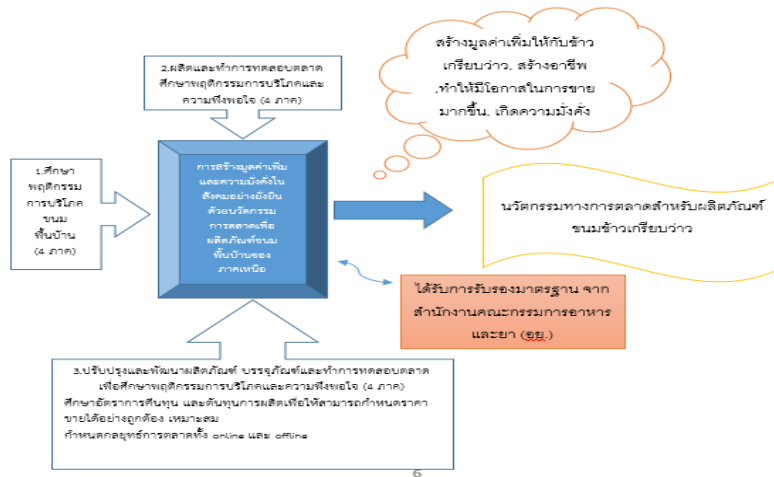 สร้างมูลค่าเพิ่มให้กับข้าว
เกรียบว่าว, สร้างอาชีพ
,ทำให้มีโอกาสในการขาย
มากขึ้น, เกิดความมั่งคั่ง
2.ผลิตและทำการทดสอบตลาด
ศึกษาพฤติกรรมการบริโภคและ
ความพึงพอใจ (4 ภาค)
1.ศึกษา
พฤติกรรม
การบริโภค
ขนม
พื้นบ้าน
(4 ภาค)
การสร้างมูลค่าเพิ่ม
และความมั่งคั่งใน
สังคมอย่างยั่งยืน
ด้วยนวัตกรรม
การตลาดเพื่อ
ผลิตภัณฑ์ขนม
พื้นบ้านของ
ภาคเหนือ
นวัตกรรมทางการตลาดสำหรับผลิตภัณฑ์
ขนมข้าวเกรียบว่าว
ได้รับการรับรองมาตรฐาน จาก
สำนักงานคณะกรรมการอาหาร
และยา (อย.)
3.ปรับปรุงและพัฒนาผลิตภัณฑ์ บรรจุภัณฑ์และทำการทดสอบตลาด
เพื่อศึกษาพฤติกรรมการบริโภคและความพึงพอใจ (4 ภาค)
ศึกษาอัตราการคืนทุน และต้นทุนการผลิตเพื่อให้สามารถกำหนดราคา
ขายได้อย่างถูกต้อง เหมาะสม
กำหนดกลยุทธ์การตลาดทั้ง online และ offline